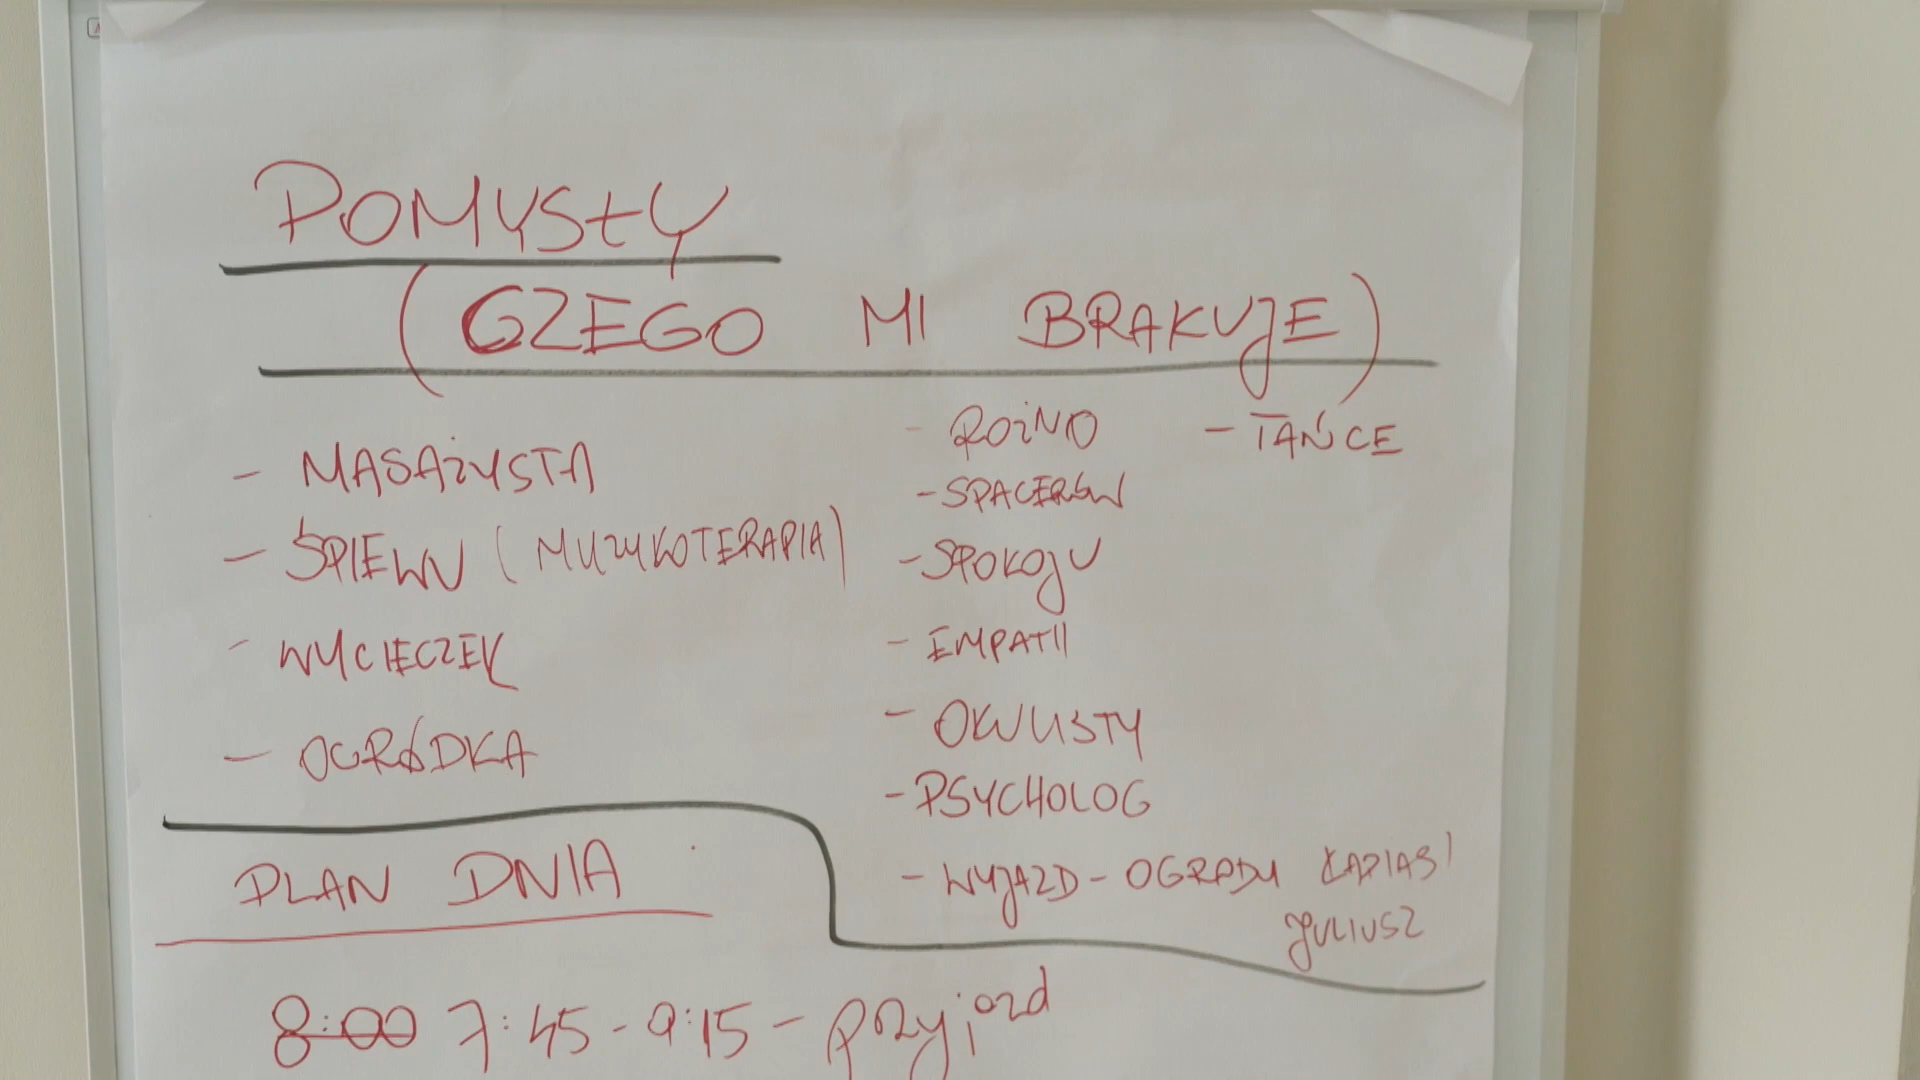 POMYSŁY
(CZEGO MI BRAKUJE)
- MASAŻYSTA
- ŚPIEWU (MUZYKOTERAPIA)
- WYCIECZEK
- OGRÓDKA
- ROŻNO
- SPACERÓW
- SPOKOJU
- EMPATII
- OKULISTY
- PSYCHOLOG
- WYJAZD - OGRODY KAPIAS
JULIUSZ
- TAŃCE
PLAN DNIA
8:00 7:45 - 9:15 - przyjazd